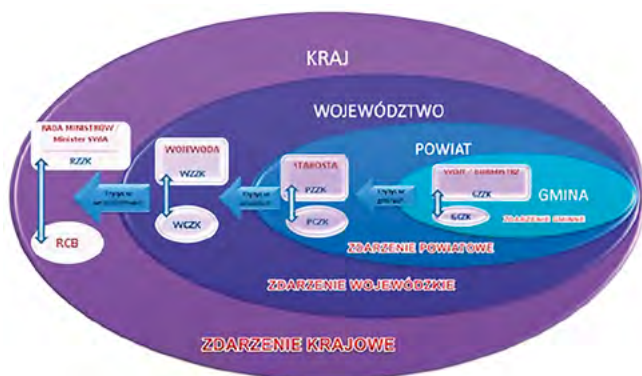 KRAJ
WOJEWÓDZTWO
POWIAT
GMINA
RADA MINISTRÓW /
Minister SWiA
RZZK
RCB
WOJEWODA
WZZK
WCZK
STAROSTA
PZZK
PCZK
WÓJT / BURMISTRZ
GZZK
GCZK
ZDARZENIE GMINNE
ZDARZENIE POWIATOWE
ZDARZENIE WOJEWÓDZKIE
ZDARZENIE KRAJOWE